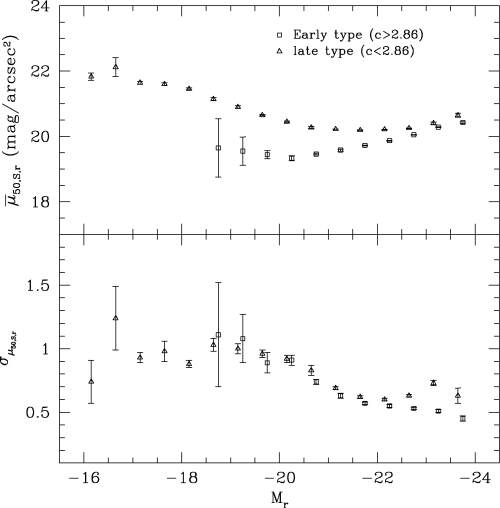 Early type (c>2.86)
late type (c<2.86)
24
22
20
18
μ̅50,S,r (mag/arcsec²)
1.5
1
0.5
σμ50,S,r
−16 −18 −20 −22 −24
Mr